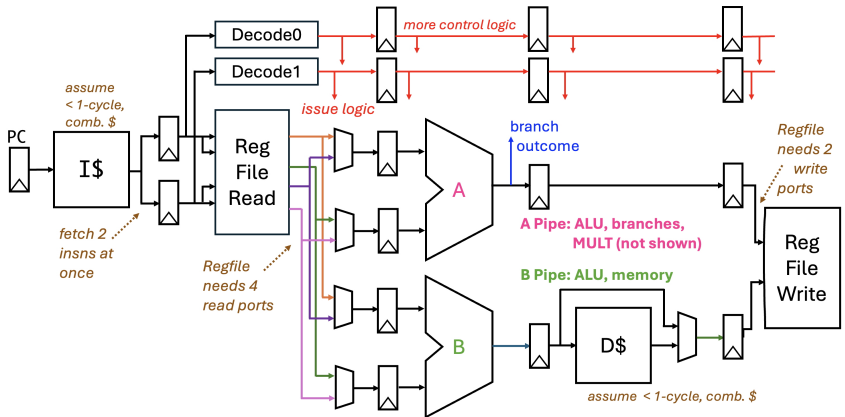 more control logic
Decode0
Decode1
issue logic
assume
< 1-cycle,
comb. $
PC
I$
fetch 2
insns at
once
Reg
File
Read
Regfile
needs 4
read ports
A
branch
outcome
A Pipe: ALU, branches,
MULT (not shown)
B Pipe: ALU, memory
B
D$
assume < 1-cycle, comb. $
Regfile
needs 2
write
ports
Reg
File
Write